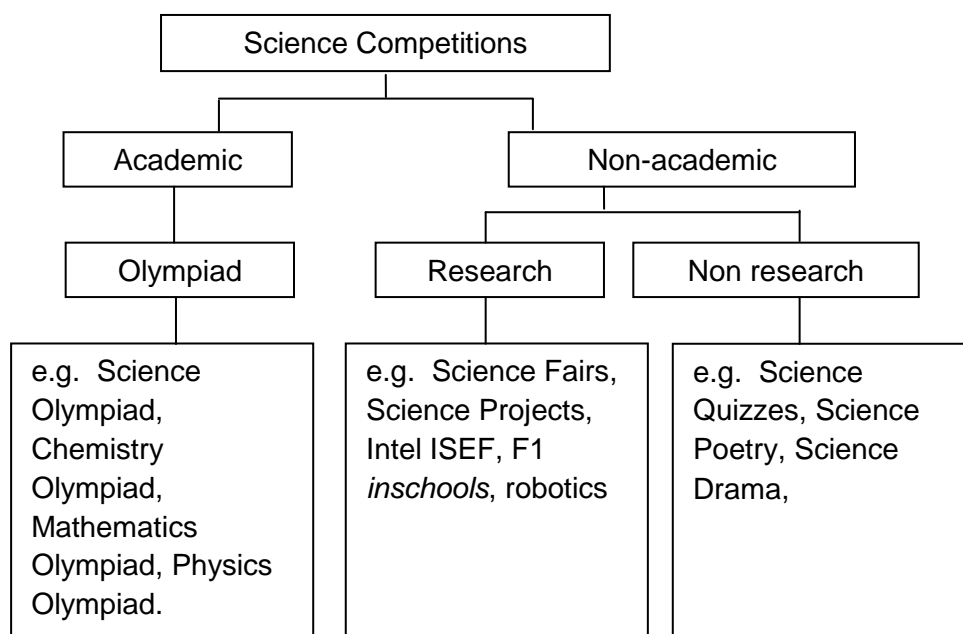 Science Competitions
Academic
Non-academic
Olympiad
Research
Non research
e.g. Science
Olympiad,
Chemistry
Olympiad,
Mathematics
Olympiad, Physics
Olympiad.
e.g. Science Fairs,
Science Projects,
Intel ISEF, F1
inschools, robotics
e.g. Science
Quizzes, Science
Poetry, Science
Drama,